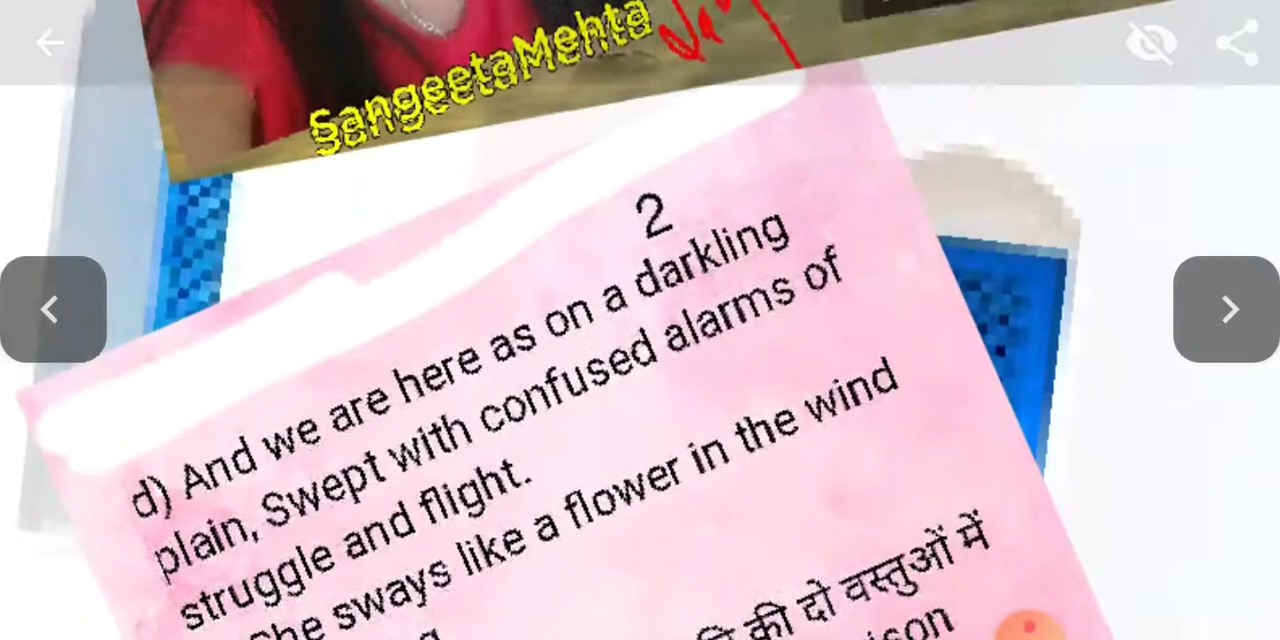 SangeetaMehta
2
d) And we are here as on a darkling
plain, Swept with confused alarms of
struggle and flight.
She sways like a flower in the wind
की दो वस्तुओं में